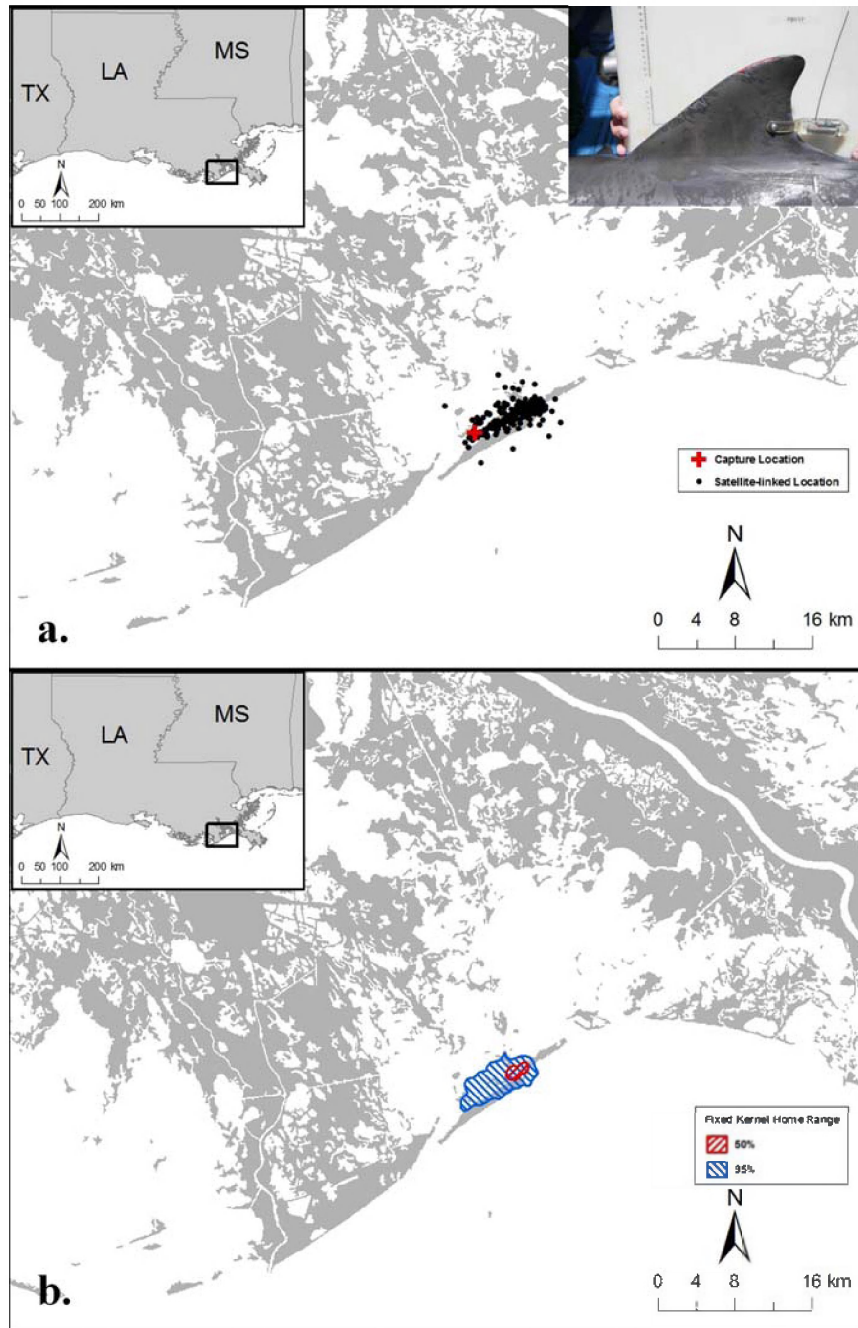 TX
LA
MS
N
0 50 100 200 km
Capture Location
Satellite-linked Location
N
0 4 8 16 km
a.
TX
LA
MS
N
0 50 100 200 km
Fixed Kernel Home Range
50%
95%
N
0 4 8 16 km
b.